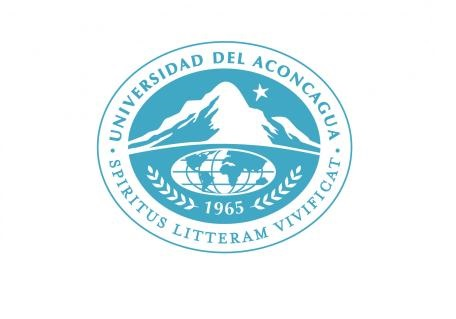 UNIVERSIDAD DEL ACONCAGUA
1965
· SPIRITUS LITTERAM VIVIFICAT ·